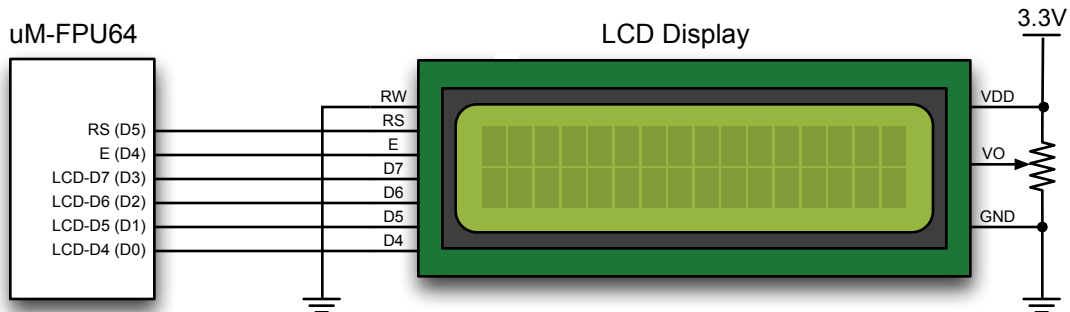 3.3V
uM-FPU64
LCD Display
RW
VDD
RS (D5)
RS
E (D4)
E
VO
LCD-D7 (D3)
D7
LCD-D6 (D2)
D6
LCD-D5 (D1)
D5
GND
LCD-D4 (D0)
D4